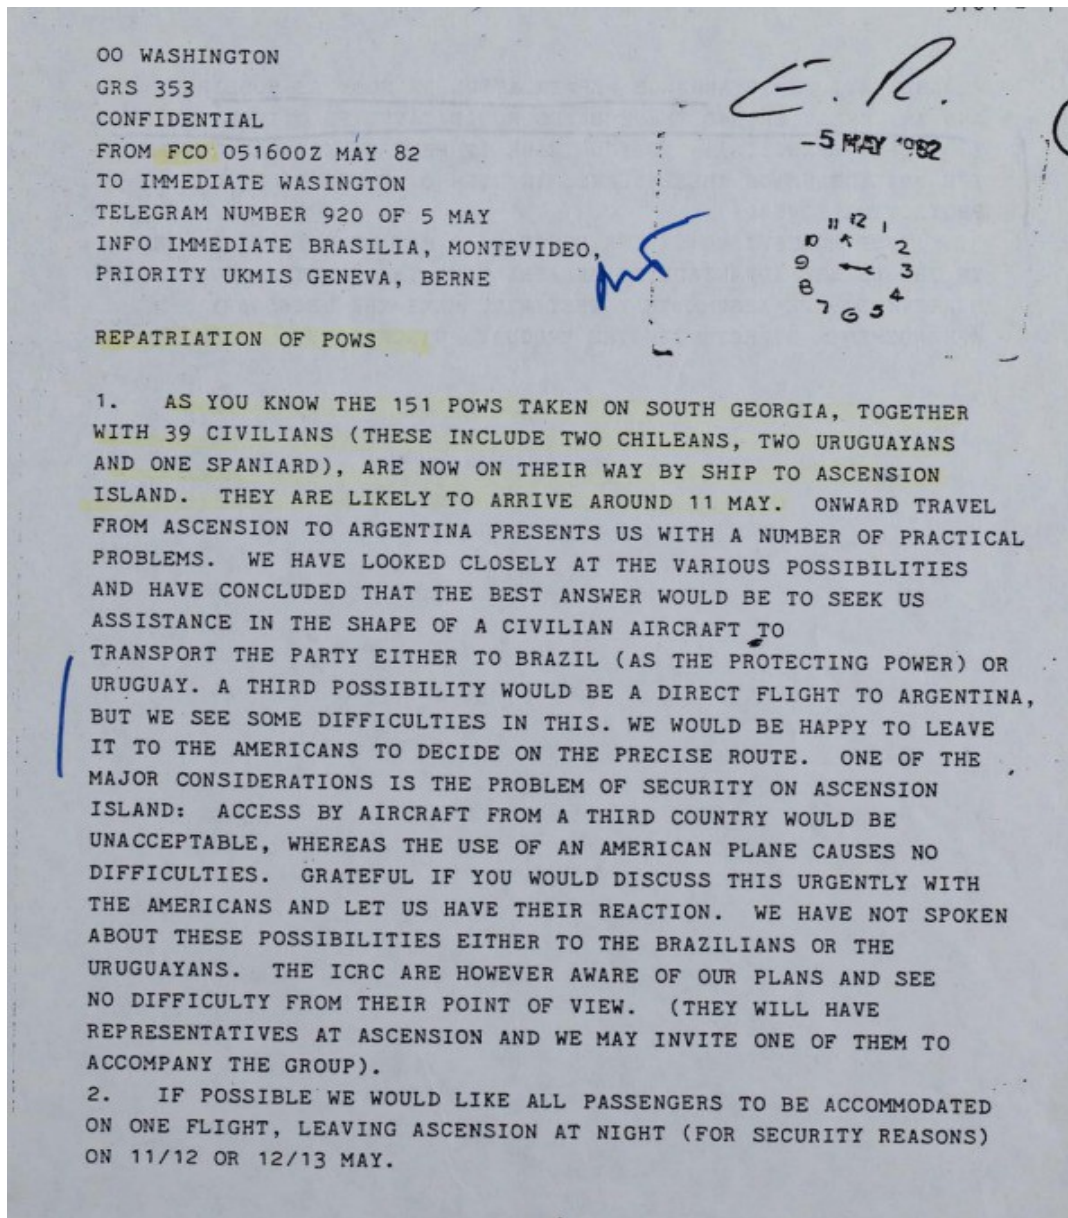 OO WASHINGTON
GRS 353
CONFIDENTIAL
FROM FCO 051600Z MAY 82
TO IMMEDIATE WASINGTON
TELEGRAM NUMBER 920 OF 5 MAY
INFO IMMEDIATE BRASILIA, MONTEVIDEO,
PRIORITY UKMIS GENEVA, BERNE
E. R.
-5 MAY 1982
11 12 1
10 2
9 3
8 4
7 6 5
REPATRIATION OF POWS
1. AS YOU KNOW THE 151 POWS TAKEN ON SOUTH GEORGIA, TOGETHER
WITH 39 CIVILIANS (THESE INCLUDE TWO CHILEANS, TWO URUGUAYANS
AND ONE SPANIARD), ARE NOW ON THEIR WAY BY SHIP TO ASCENSION
ISLAND. THEY ARE LIKELY TO ARRIVE AROUND 11 MAY. ONWARD TRAVEL
FROM ASCENSION TO ARGENTINA PRESENTS US WITH A NUMBER OF PRACTICAL
PROBLEMS. WE HAVE LOOKED CLOSELY AT THE VARIOUS POSSIBILITIES
AND HAVE CONCLUDED THAT THE BEST ANSWER WOULD BE TO SEEK US
ASSISTANCE IN THE SHAPE OF A CIVILIAN AIRCRAFT TO
TRANSPORT THE PARTY EITHER TO BRAZIL (AS THE PROTECTING POWER) OR
URUGUAY. A THIRD POSSIBILITY WOULD BE A DIRECT FLIGHT TO ARGENTINA,
BUT WE SEE SOME DIFFICULTIES IN THIS. WE WOULD BE HAPPY TO LEAVE
IT TO THE AMERICANS TO DECIDE ON THE PRECISE ROUTE. ONE OF THE
MAJOR CONSIDERATIONS IS THE PROBLEM OF SECURITY ON ASCENSION
ISLAND: ACCESS BY AIRCRAFT FROM A THIRD COUNTRY WOULD BE
UNACCEPTABLE, WHEREAS THE USE OF AN AMERICAN PLANE CAUSES NO
DIFFICULTIES. GRATEFUL IF YOU WOULD DISCUSS THIS URGENTLY WITH
THE AMERICANS AND LET US HAVE THEIR REACTION. WE HAVE NOT SPOKEN
ABOUT THESE POSSIBILITIES EITHER TO THE BRAZILIANS OR THE
URUGUAYANS. THE ICRC ARE HOWEVER AWARE OF OUR PLANS AND SEE
NO DIFFICULTY FROM THEIR POINT OF VIEW. (THEY WILL HAVE
REPRESENTATIVES AT ASCENSION AND WE MAY INVITE ONE OF THEM TO
ACCOMPANY THE GROUP).
2. IF POSSIBLE WE WOULD LIKE ALL PASSENGERS TO BE ACCOMMODATED
ON ONE FLIGHT, LEAVING ASCENSION AT NIGHT (FOR SECURITY REASONS)
ON 11/12 OR 12/13 MAY.